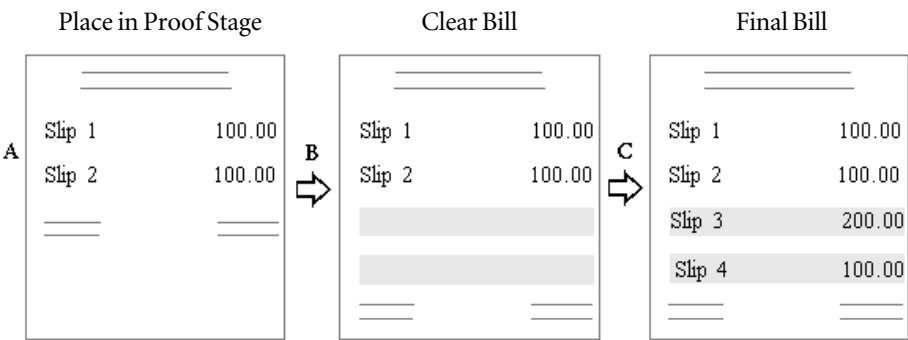 Place in Proof Stage
Clear Bill
Final Bill
A
Slip 1 100.00
Slip 2 100.00
B
Slip 1 100.00
Slip 2 100.00
C
Slip 1 100.00
Slip 2 100.00
Slip 3 200.00
Slip 4 100.00